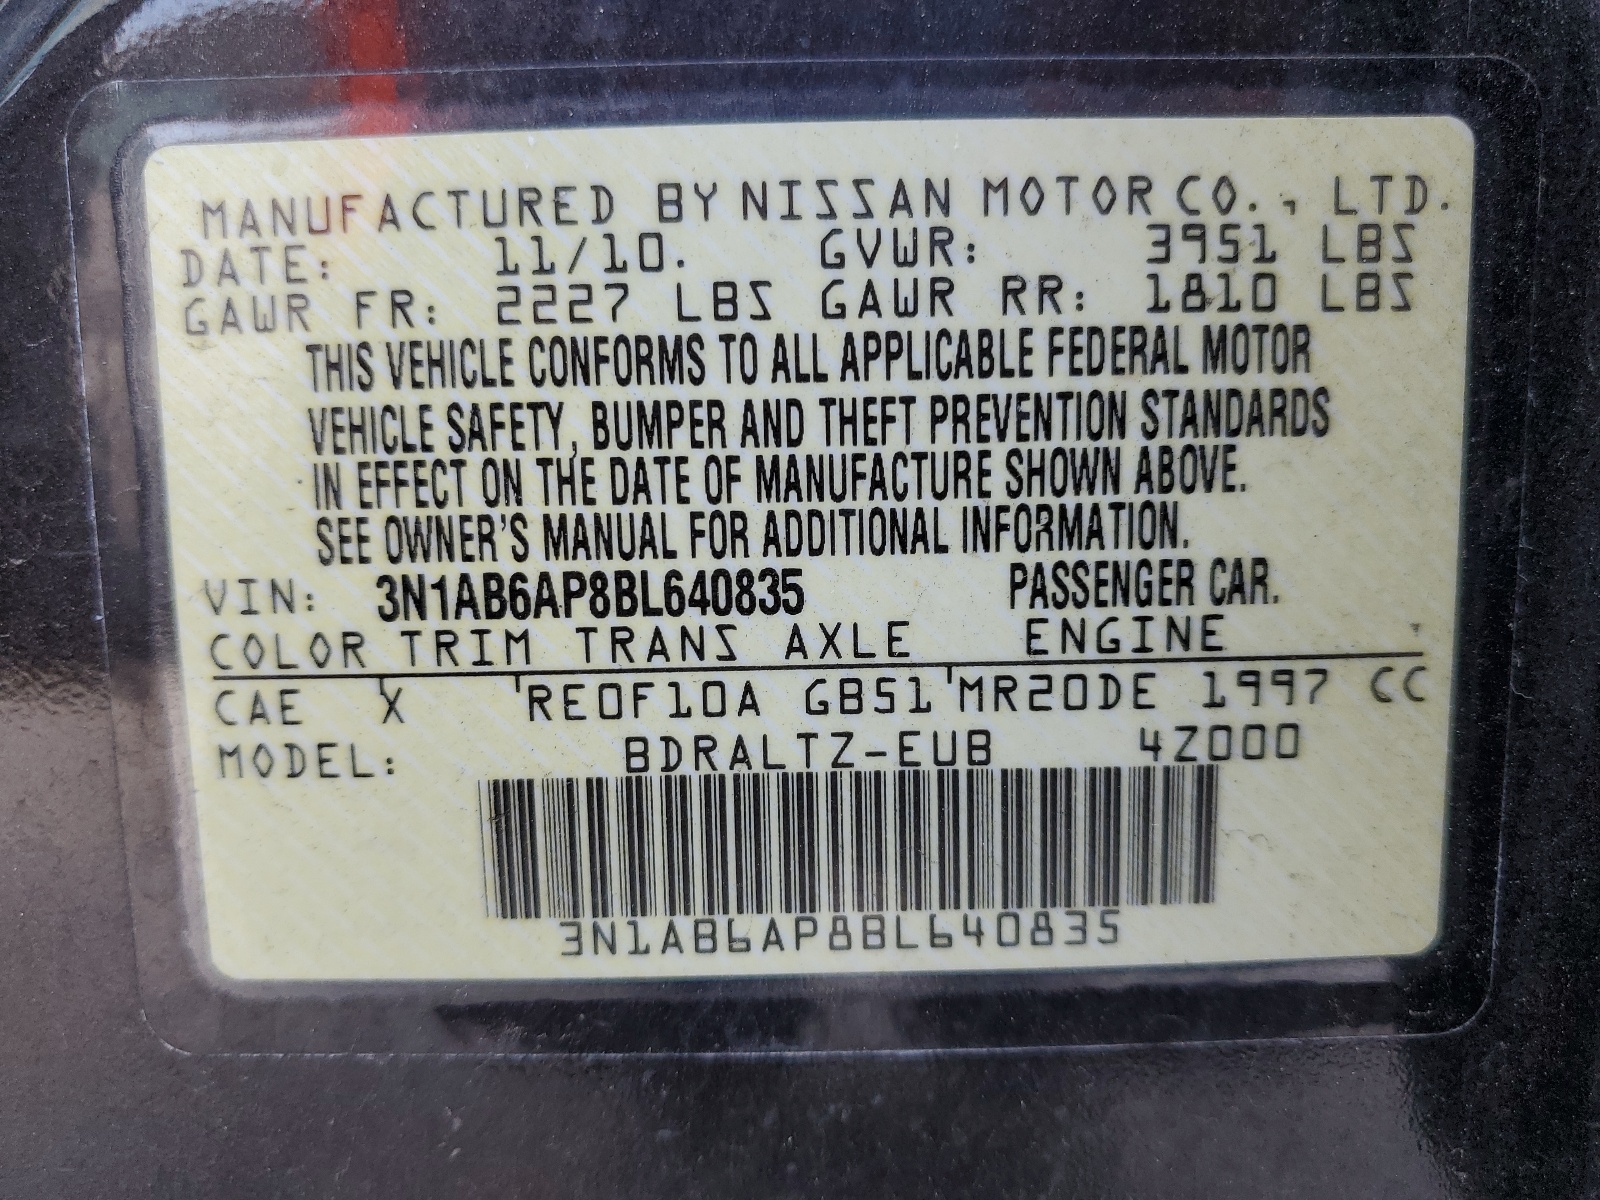 MANUFACTURED BY NISSAN MOTOR CO., LTD.
DATE: 11/10. GVWR: 3951 LBS
GAWR FR: 2227 LBS GAWR RR: 1810 LBS
THIS VEHICLE CONFORMS TO ALL APPLICABLE FEDERAL MOTOR
VEHICLE SAFETY, BUMPER AND THEFT PREVENTION STANDARDS
IN EFFECT ON THE DATE OF MANUFACTURE SHOWN ABOVE.
SEE OWNER'S MANUAL FOR ADDITIONAL INFORMATION.
VIN: 3N1AB6AP8BL640835 PASSENGER CAR.
COLOR TRIM TRANS AXLE ENGINE
CAE X RE0F10A GB51 MR20DE 1997 CC
MODEL: BDRALTZ-EUB 4Z000
3N1AB6AP8BL640835